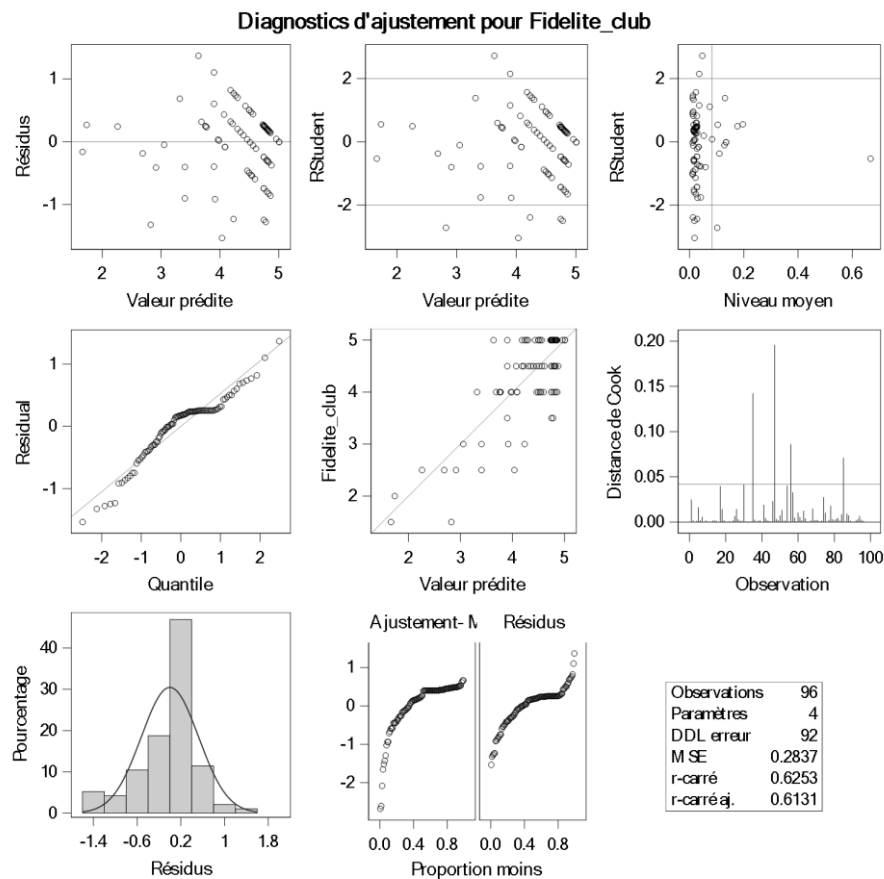 Diagnostics d'ajustement pour Fidelite_club
Résidus
1
0
-1
2 3 4 5
Valeur prédite
RStudent
2
0
-2
2 3 4 5
Valeur prédite
RStudent
2
0
-2
0.0 0.2 0.4 0.6
Niveau moyen
Residual
1
0
-1
-2 -1 0 1 2
Quantile
Fidelite_club
5
4
3
2
2 3 4 5
Valeur prédite
Distance de Cook
0.20
0.15
0.10
0.05
0.00
0 20 40 60 80 100
Observation
Pourcentage
40
30
20
10
0
-1.4 -0.6 0.2 1 1.8
Résidus
Ajustement-M Résidus
1
0
-1
-2
0.0 0.4 0.8 0.0 0.4 0.8
Proportion moins
Observations 96
Paramètres 4
DDL erreur 92
MSE 0.2837
r-carré 0.6253
r-carré aj. 0.6131